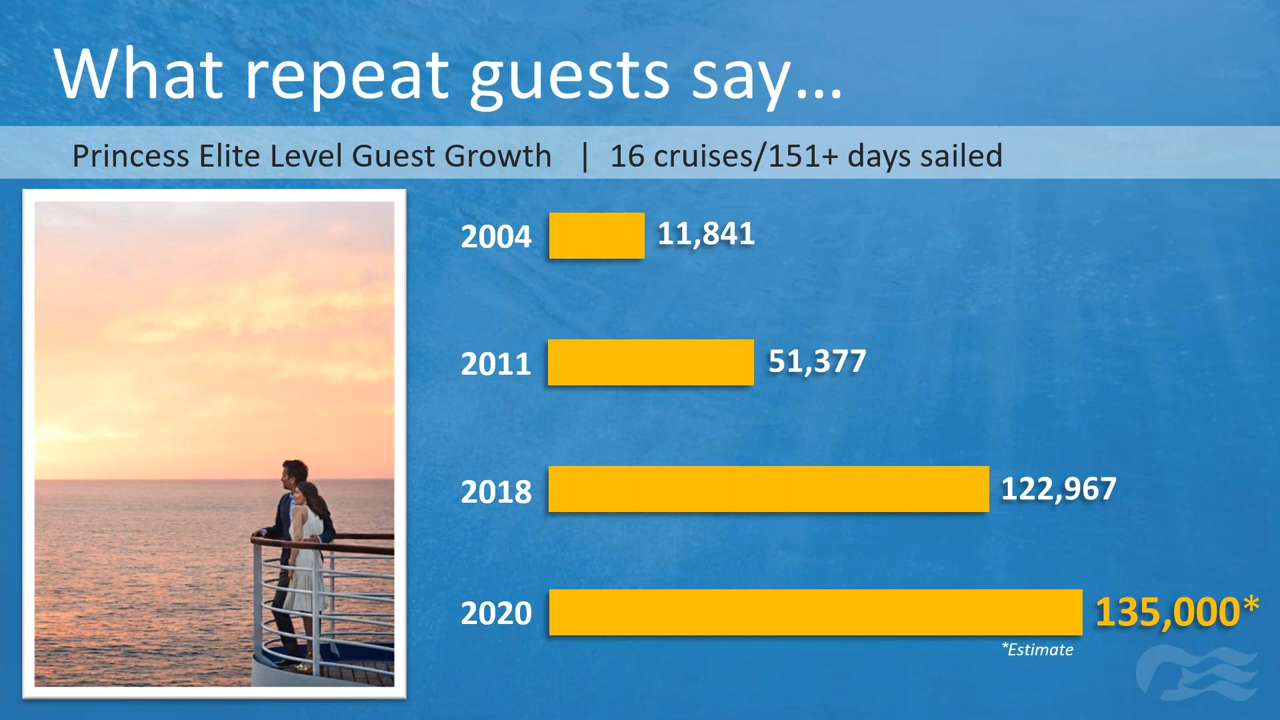 What repeat guests say...
Princess Elite Level Guest Growth | 16 cruises/151+ days sailed
2004 11,841
2011 51,377
2018 122,967
2020 135,000*
*Estimate